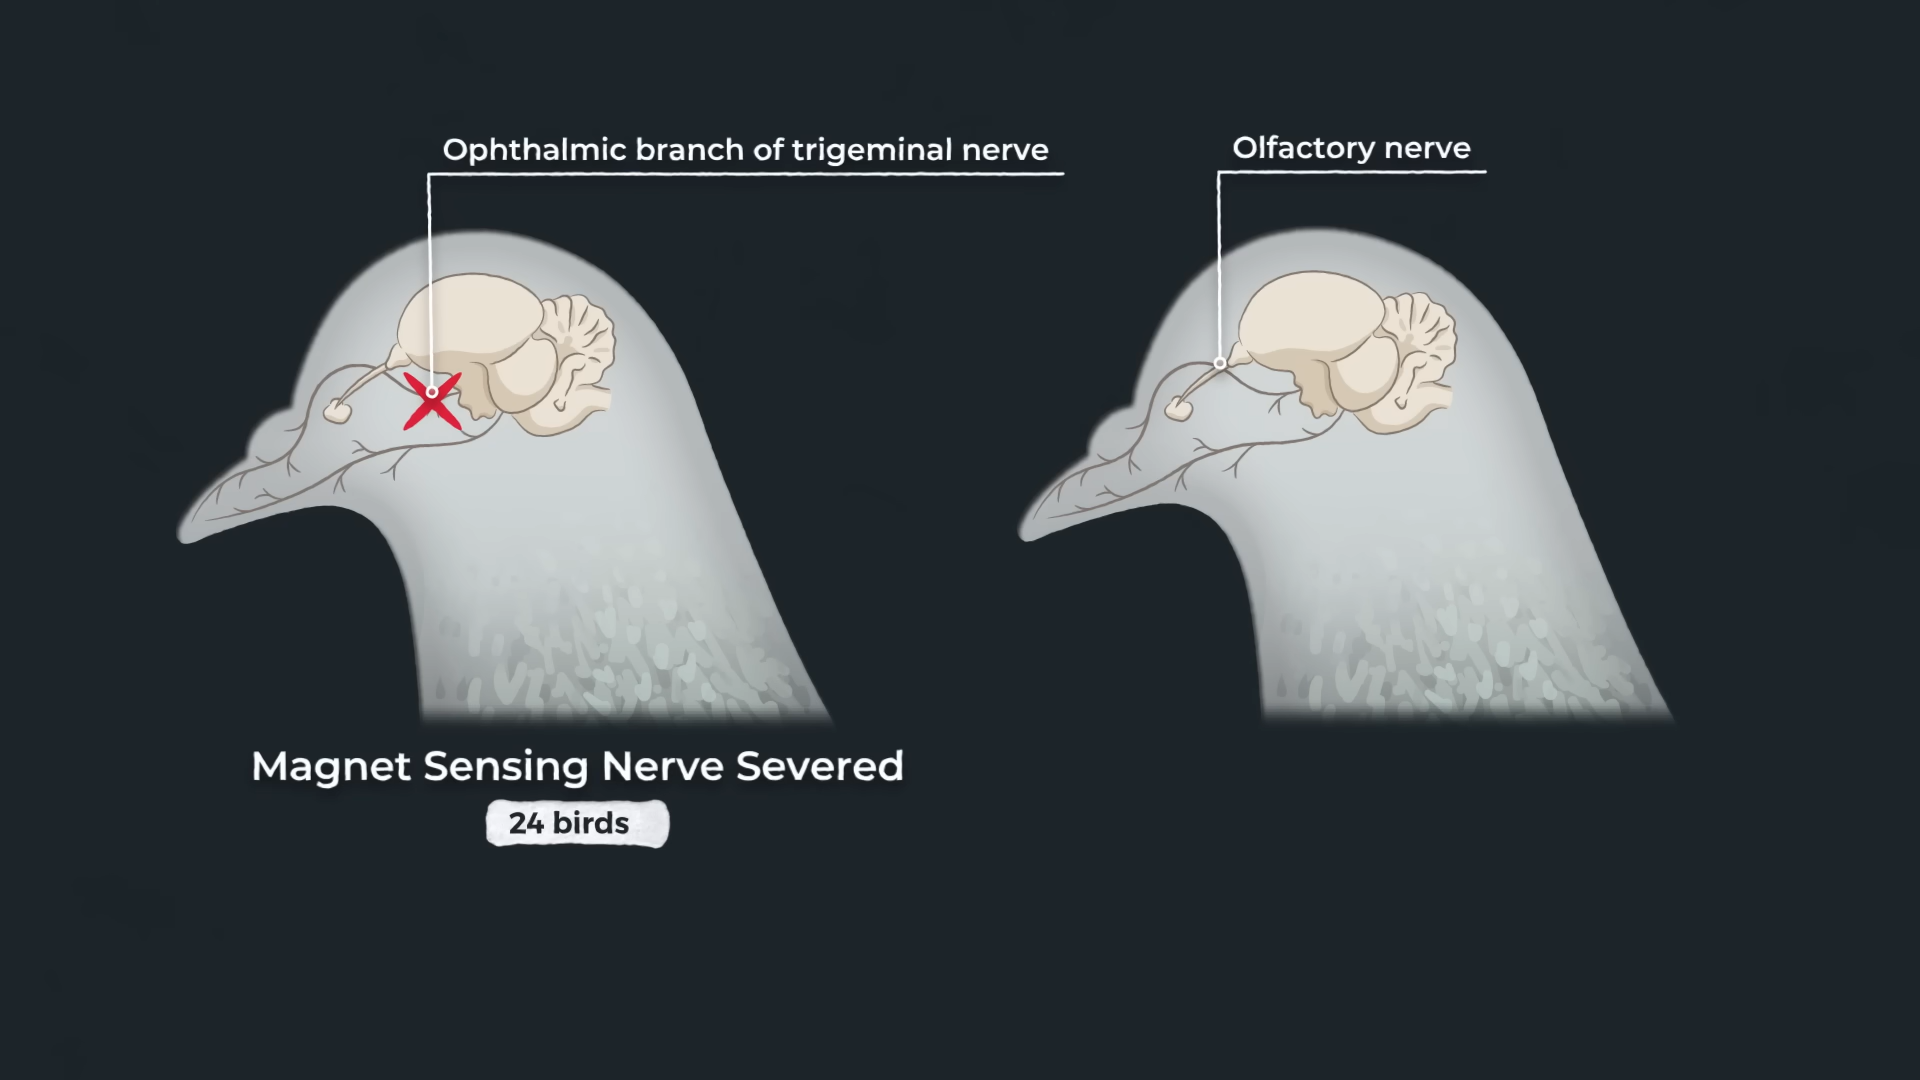 Ophthalmic branch of trigeminal nerve
Olfactory nerve
Magnet Sensing Nerve Severed
24 birds